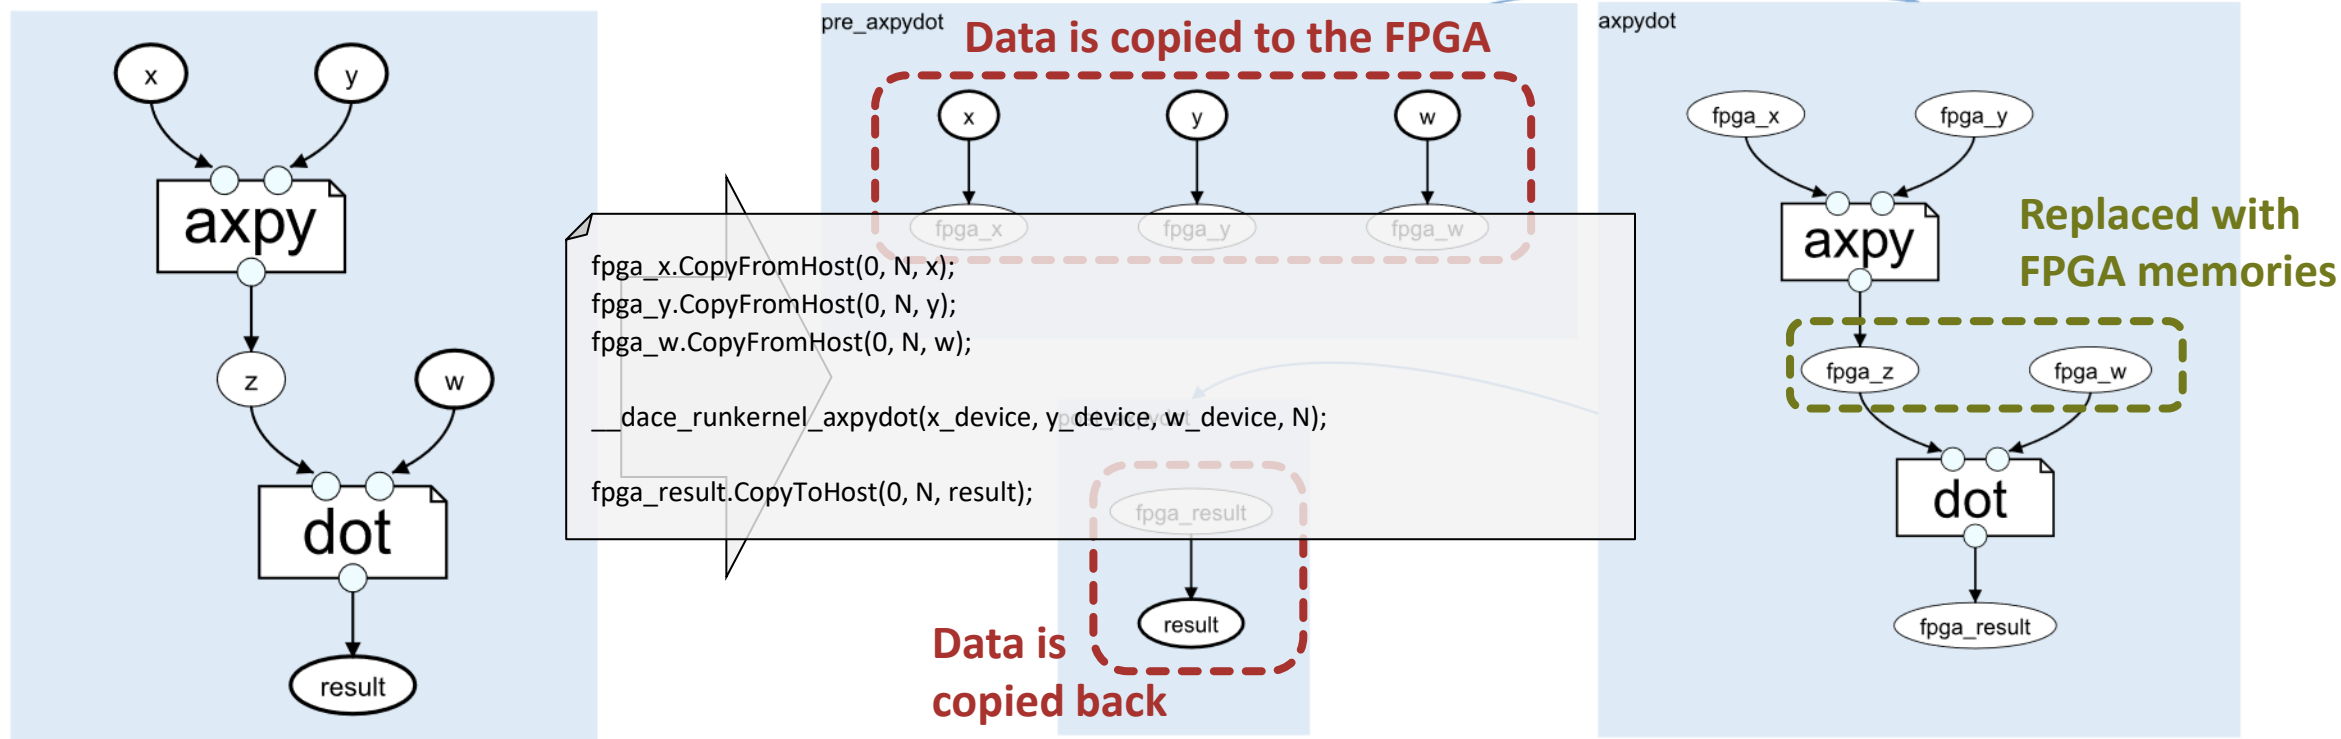 x
y
axpy
z
w
dot
result
pre_axpydot
Data is copied to the FPGA
x
y
w
fpga_x
fpga_y
fpga_w
fpga_x.CopyFromHost(0, N, x);
fpga_y.CopyFromHost(0, N, y);
fpga_w.CopyFromHost(0, N, w);
__dace_runkernel_axpydot(x_device, y_device, w_device, N);
fpga_result.CopyToHost(0, N, result);
fpga_result
result
Data is
copied back
axpydot
fpga_x
fpga_y
axpy
Replaced with
FPGA memories
fpga_z
fpga_w
dot
fpga_result